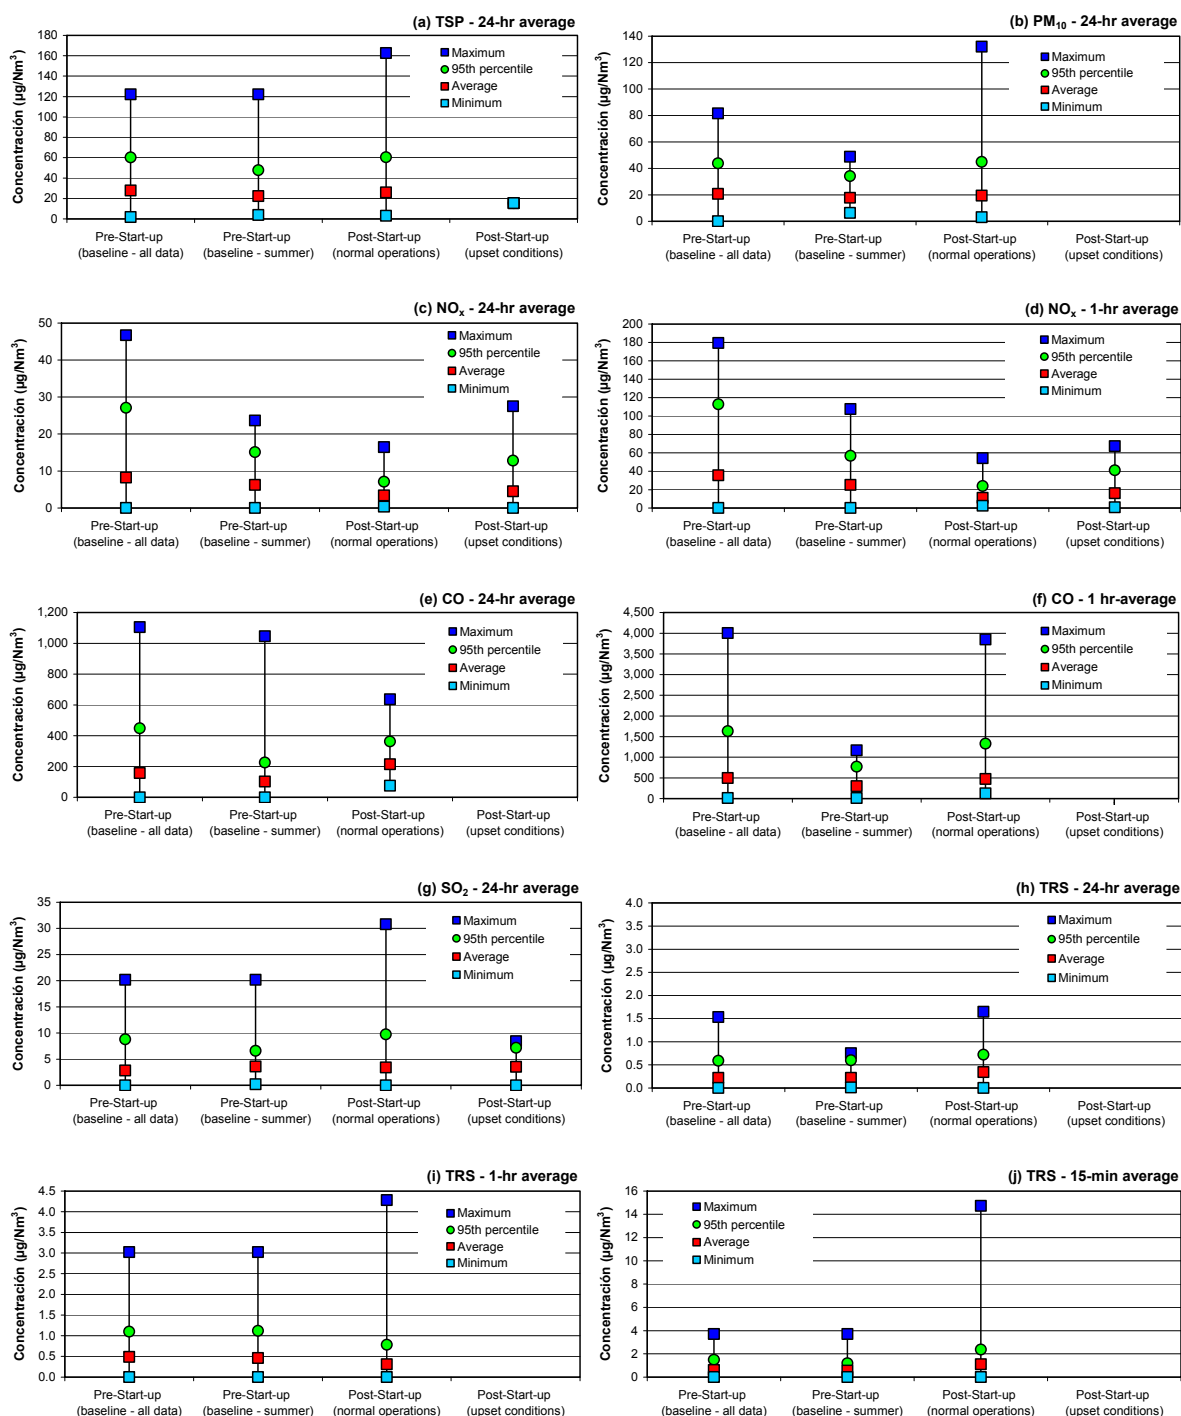 (a) TSP - 24-hr average
Concentración (µg/Nm³)
180
160
140
120
100
80
60
40
20
0
Maximum
95th percentile
Average
Minimum
Pre-Start-up Pre-Start-up Post-Start-up Post-Start-up
(baseline - all data) (baseline - summer) (normal operations) (upset conditions)
(b) PM₁₀ - 24-hr average
Concentración (µg/Nm³)
140
120
100
80
60
40
20
0
Maximum
95th percentile
Average
Minimum
Pre-Start-up Pre-Start-up Post-Start-up Post-Start-up
(baseline - all data) (baseline - summer) (normal operations) (upset conditions)
(c) NOₓ - 24-hr average
Concentración (µg/Nm³)
50
40
30
20
10
0
Maximum
95th percentile
Average
Minimum
Pre-Start-up Pre-Start-up Post-Start-up Post-Start-up
(baseline - all data) (baseline - summer) (normal operations) (upset conditions)
(d) NOₓ - 1-hr average
Concentración (µg/Nm³)
200
180
160
140
120
100
80
60
40
20
0
Maximum
95th percentile
Average
Minimum
Pre-Start-up Pre-Start-up Post-Start-up Post-Start-up
(baseline - all data) (baseline - summer) (normal operations) (upset conditions)
(e) CO - 24-hr average
Concentración (µg/Nm³)
1,200
1,000
800
600
400
200
0
Maximum
95th percentile
Average
Minimum
Pre-Start-up Pre-Start-up Post-Start-up Post-Start-up
(baseline - all data) (baseline - summer) (normal operations) (upset conditions)
(f) CO - 1 hr-average
Concentración (µg/Nm³)
4,500
4,000
3,500
3,000
2,500
2,000
1,500
1,000
500
0
Maximum
95th percentile
Average
Minimum
Pre-Start-up Pre-Start-up Post-Start-up Post-Start-up
(baseline - all data) (baseline - summer) (normal operations) (upset conditions)
(g) SO₂ - 24-hr average
Concentración (µg/Nm³)
35
30
25
20
15
10
5
0
Maximum
95th percentile
Average
Minimum
Pre-Start-up Pre-Start-up Post-Start-up Post-Start-up
(baseline - all data) (baseline - summer) (normal operations) (upset conditions)
(h) TRS - 24-hr average
Concentración (µg/Nm³)
4.0
3.5
3.0
2.5
2.0
1.5
1.0
0.5
0.0
Maximum
95th percentile
Average
Minimum
Pre-Start-up Pre-Start-up Post-Start-up Post-Start-up
(baseline - all data) (baseline - summer) (normal operations) (upset conditions)
(i) TRS - 1-hr average
Concentración (µg/Nm³)
4.5
4.0
3.5
3.0
2.5
2.0
1.5
1.0
0.5
0.0
Maximum
95th percentile
Average
Minimum
Pre-Start-up Pre-Start-up Post-Start-up Post-Start-up
(baseline - all data) (baseline - summer) (normal operations) (upset conditions)
(j) TRS - 15-min average
Concentración (µg/Nm³)
16
14
12
10
8
6
4
2
0
Maximum
95th percentile
Average
Minimum
Pre-Start-up Pre-Start-up Post-Start-up Post-Start-up
(baseline - all data) (baseline - summer) (normal operations) (upset conditions)